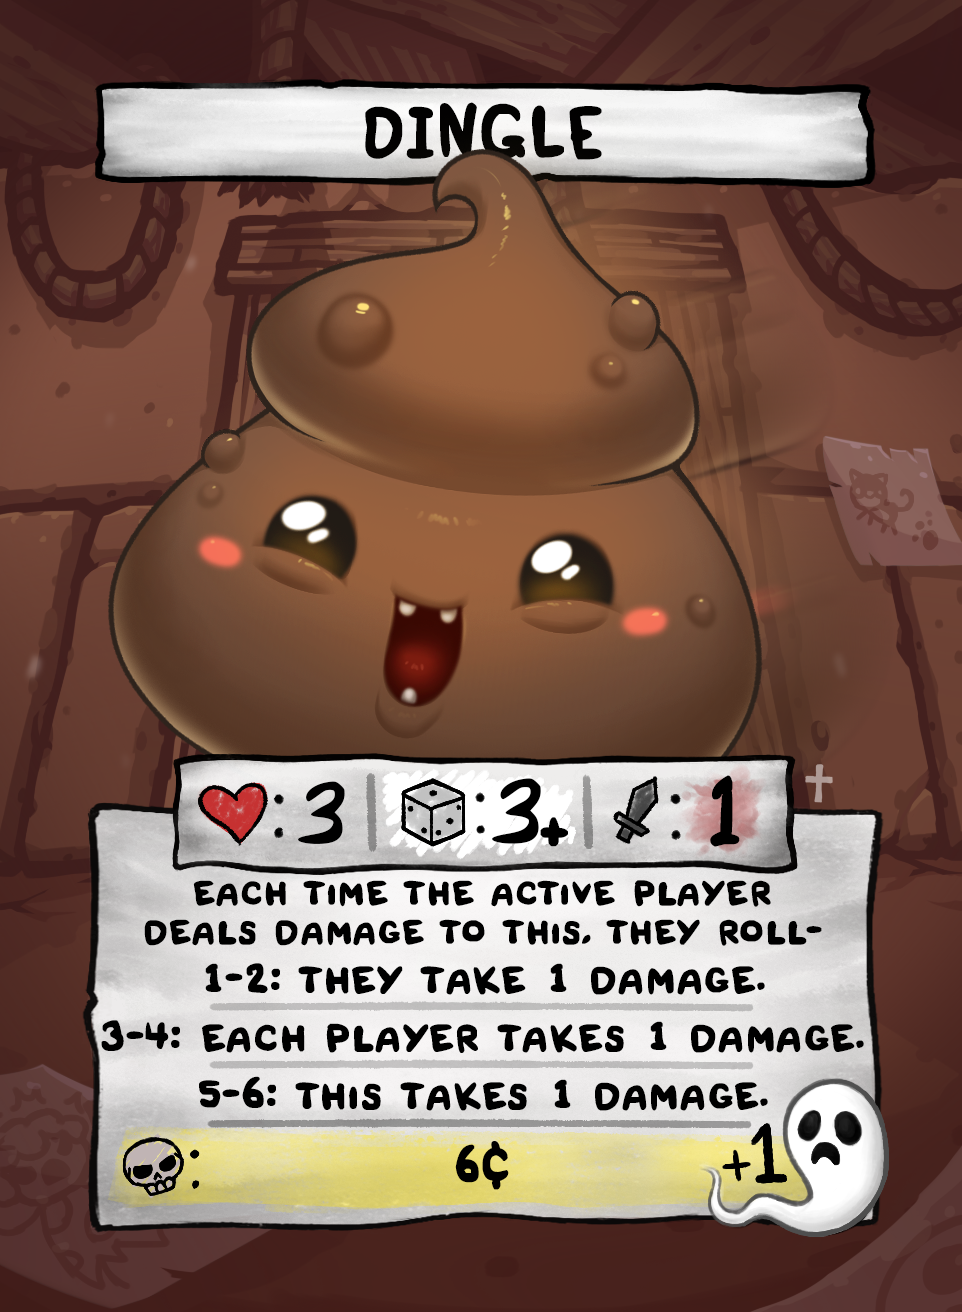 DINGLE
: 3 : 3+ : 1
EACH TIME THE ACTIVE PLAYER
DEALS DAMAGE TO THIS, THEY ROLL-
1-2: THEY TAKE 1 DAMAGE.
3-4: EACH PLAYER TAKES 1 DAMAGE.
5-6: THIS TAKES 1 DAMAGE.
: 6¢ +1